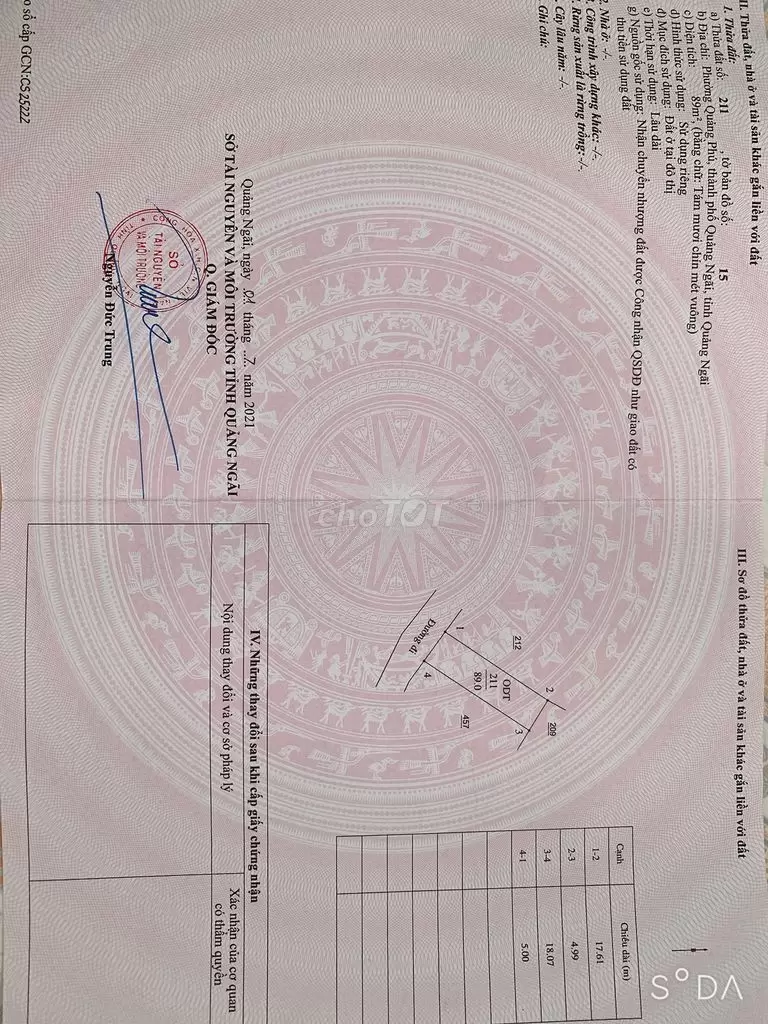 II. Thửa đất, nhà ở và tài sản khác gắn liền với đất
1. Thửa đất:
a) Thửa đất số: 211 , tờ bản đồ số: 15
b) Địa chỉ: Phường Quảng Phú, thành phố Quảng Ngãi, tỉnh Quảng Ngãi
c) Diện tích: 89m², (bằng chữ: Tám mươi chín mét vuông)
d) Hình thức sử dụng: Sử dụng riêng
đ) Mục đích sử dụng: Đất ở tại đô thị
e) Thời hạn sử dụng: Lâu dài
g) Nguồn gốc sử dụng: Nhận chuyển nhượng đất được Công nhận QSDĐ như giao đất có
thu tiền sử dụng đất
2. Nhà ở: -/-.
3. Công trình xây dựng khác: -/-.
4. Rừng sản xuất là rừng trồng: -/-.
5. Cây lâu năm: -/-.
6. Ghi chú:
Quảng Ngãi, ngày 01 tháng 7 năm 2021
SỞ TÀI NGUYÊN VÀ MÔI TRƯỜNG TỈNH QUẢNG NGÃI
Q. GIÁM ĐỐC
SỞ
TÀI NGUYÊN
VÀ MÔI TRƯỜNG
Nguyễn Đức Trung
o sổ cấp GCN:CS 25222
III. Sơ đồ thửa đất, nhà ở và tài sản khác gắn liền với đất
212
209
457
1
2
3
4
ODT
211
89.0
Đường đi
Cạnh Chiều dài (m)
1-2 17.61
2-3 4.99
3-4 18.07
4-1 5.00
IV. Những thay đổi sau khi cấp giấy chứng nhận
Nội dung thay đổi và cơ sở pháp lý
Xác nhận của cơ quan
có thẩm quyền
choTỐT
SODA